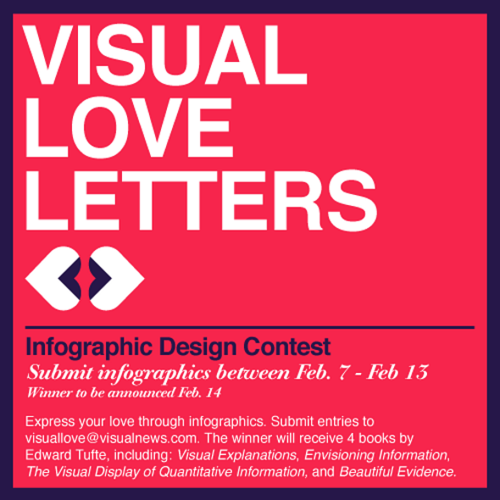 VISUAL
LOVE
LETTERS
Infographic Design Contest
Submit infographics between Feb. 7 - Feb 13
Winner to be announced Feb. 14
Express your love through infographics. Submit entries to
visuallove@visualnews.com. The winner will receive 4 books by
Edward Tufte, including: Visual Explanations, Envisioning Information,
The Visual Display of Quantitative Information, and Beautiful Evidence.